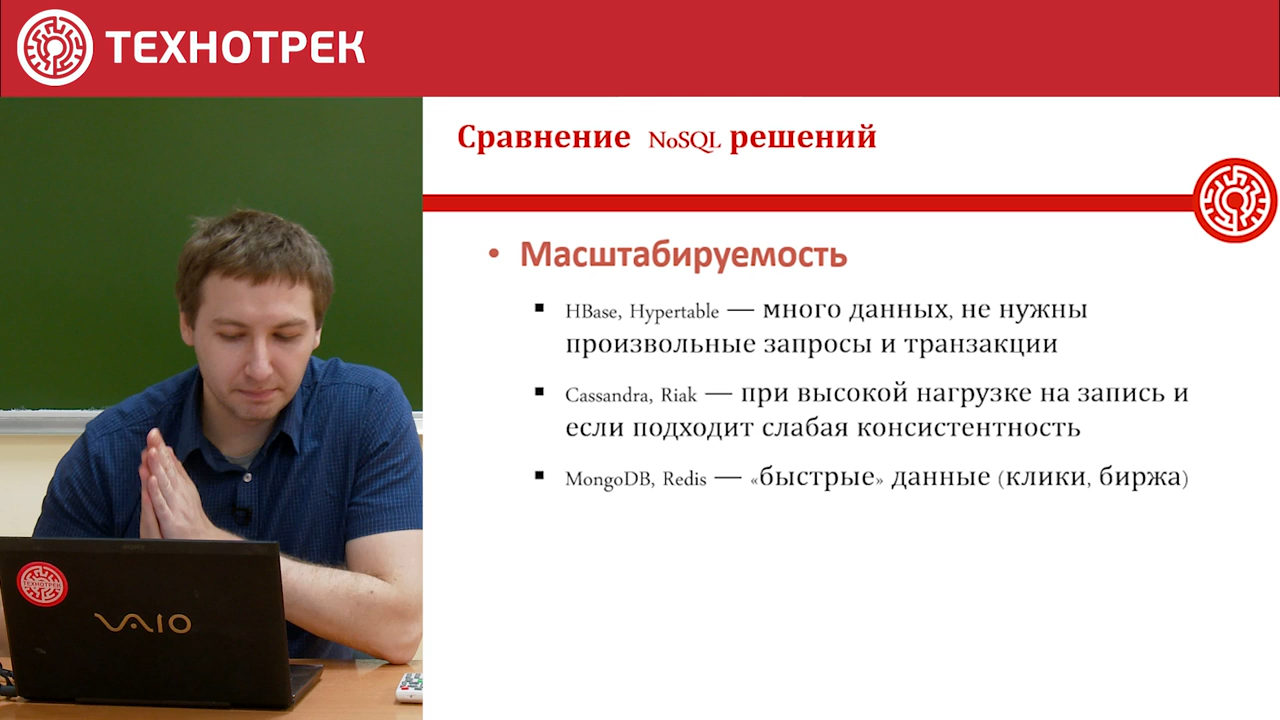 ТЕХНОТРЕК
Сравнение NoSQL решений
• Масштабируемость
▪ HBase, Hypertable — много данных, не нужны
произвольные запросы и транзакции
▪ Cassandra, Riak — при высокой нагрузке на запись и
если подходит слабая консистентность
▪ MongoDB, Redis — «быстрые» данные (клики, биржа)
ТЕХНОТРЕК
VAIO